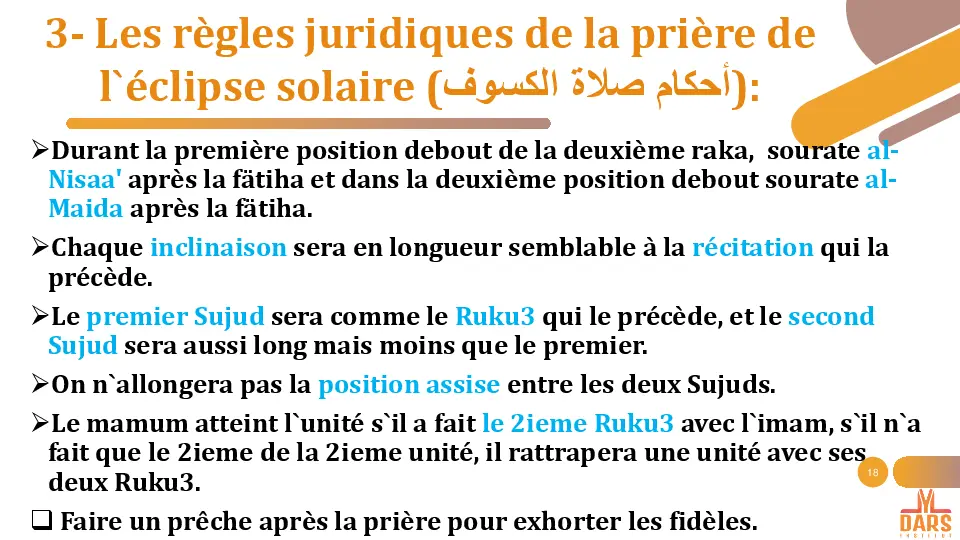 3- Les règles juridiques de la prière de
l`éclipse solaire (أحكام صلاة الكسوف):
➢Durant la première position debout de la deuxième raka, sourate al-
Nisaa' après la fätiha et dans la deuxième position debout sourate al-
Maida après la fätiha.
➢Chaque inclinaison sera en longueur semblable à la récitation qui la
précède.
➢Le premier Sujud sera comme le Ruku3 qui le précède, et le second
Sujud sera aussi long mais moins que le premier.
➢On n`allongera pas la position assise entre les deux Sujuds.
➢Le mamum atteint l`unité s`il a fait le 2ieme Ruku3 avec l`imam, s`il n`a
fait que le 2ieme de la 2ieme unité, il rattrapera une unité avec ses
deux Ruku3.
❑ Faire un prêche après la prière pour exhorter les fidèles.
18
DARS
INSTITUT